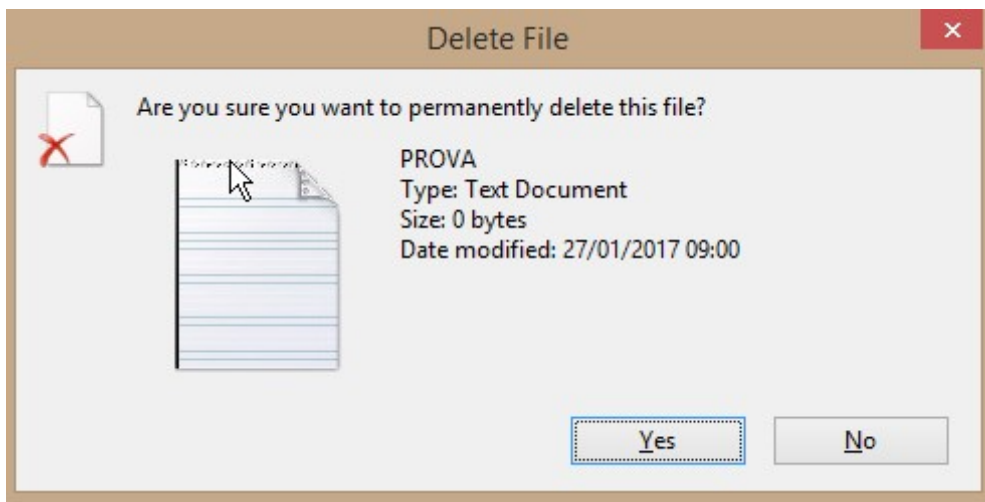 Delete File
Are you sure you want to permanently delete this file?
PROVA
Type: Text Document
Size: 0 bytes
Date modified: 27/01/2017 09:00
Yes
No